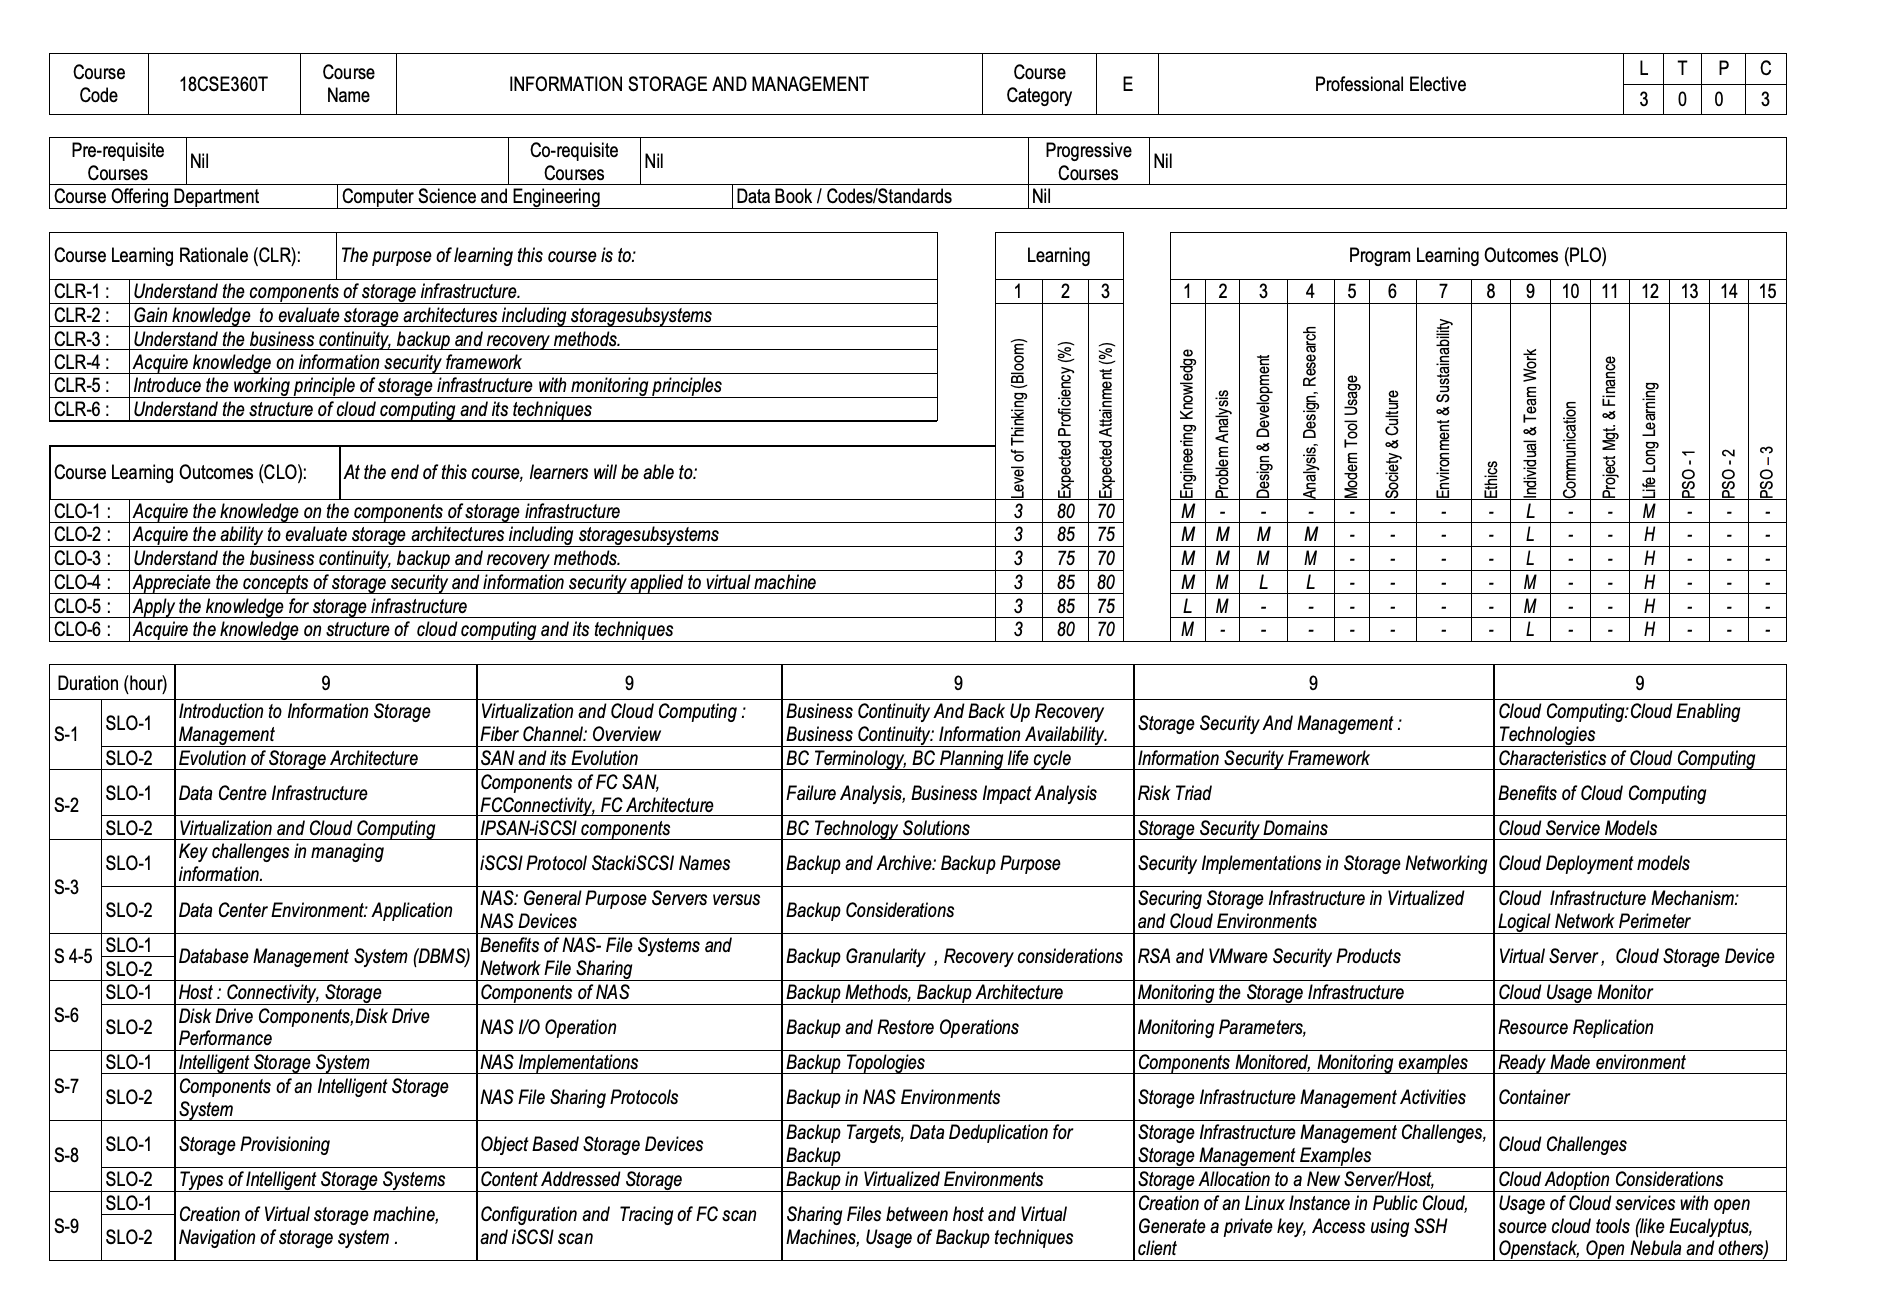 Course Code 18CSE360T Course Name INFORMATION STORAGE AND MANAGEMENT Course Category E Professional Elective L T P C
3 0 0 3
Pre-requisite Courses Nil Co-requisite Courses Nil Progressive Courses Nil
Course Offering Department Computer Science and Engineering Data Book / Codes/Standards Nil
Course Learning Rationale (CLR): The purpose of learning this course is to: Learning Program Learning Outcomes (PLO)
CLR-1 : Understand the components of storage infrastructure. 1 2 3 1 2 3 4 5 6 7 8 9 10 11 12 13 14 15
CLR-2 : Gain knowledge to evaluate storage architectures including storagesubsystems
CLR-3 : Understand the business continuity, backup and recovery methods.
CLR-4 : Acquire knowledge on information security framework
CLR-5 : Introduce the working principle of storage infrastructure with monitoring principles
CLR-6 : Understand the structure of cloud computing and its techniques
Level of Thinking (Bloom)
Expected Proficiency (%)
Expected Attainment (%)
Engineering Knowledge
Problem Analysis
Design & Development
Analysis, Design, Research
Modern Tool Usage
Society & Culture
Environment & Sustainability
Ethics
Individual & Team Work
Communication
Project Mgt. & Finance
Life Long Learning
PSO - 1
PSO - 2
PSO – 3
Course Learning Outcomes (CLO): At the end of this course, learners will be able to:
CLO-1 : Acquire the knowledge on the components of storage infrastructure 3 80 70 M - - - - - - - L - - M - - -
CLO-2 : Acquire the ability to evaluate storage architectures including storagesubsystems 3 85 75 M M M M - - - - L - - H - - -
CLO-3 : Understand the business continuity, backup and recovery methods. 3 75 70 M M M M - - - - L - - H - - -
CLO-4 : Appreciate the concepts of storage security and information security applied to virtual machine 3 85 80 M M L L - - - - M - - H - - -
CLO-5 : Apply the knowledge for storage infrastructure 3 85 75 L M - - - - - - M - - H - - -
CLO-6 : Acquire the knowledge on structure of cloud computing and its techniques 3 80 70 M - - - - - - - L - - H - - -
Duration (hour) 9 9 9 9 9
S-1 SLO-1 Introduction to Information Storage Management Virtualization and Cloud Computing : Fiber Channel: Overview Business Continuity And Back Up Recovery Business Continuity: Information Availability. Storage Security And Management : Cloud Computing:Cloud Enabling Technologies
SLO-2 Evolution of Storage Architecture SAN and its Evolution BC Terminology, BC Planning life cycle Information Security Framework Characteristics of Cloud Computing
S-2 SLO-1 Data Centre Infrastructure Components of FC SAN, FCConnectivity, FC Architecture Failure Analysis, Business Impact Analysis Risk Triad Benefits of Cloud Computing
SLO-2 Virtualization and Cloud Computing IPSAN-iSCSI components BC Technology Solutions Storage Security Domains Cloud Service Models
S-3 SLO-1 Key challenges in managing information. iSCSI Protocol StackiSCSI Names Backup and Archive: Backup Purpose Security Implementations in Storage Networking Cloud Deployment models
SLO-2 Data Center Environment: Application NAS: General Purpose Servers versus NAS Devices Backup Considerations Securing Storage Infrastructure in Virtualized and Cloud Environments Cloud Infrastructure Mechanism: Logical Network Perimeter
S 4-5 SLO-1 SLO-2 Database Management System (DBMS) Benefits of NAS- File Systems and Network File Sharing Backup Granularity , Recovery considerations RSA and VMware Security Products Virtual Server , Cloud Storage Device
S-6 SLO-1 Host : Connectivity, Storage Components of NAS Backup Methods, Backup Architecture Monitoring the Storage Infrastructure Cloud Usage Monitor
SLO-2 Disk Drive Components,Disk Drive Performance NAS I/O Operation Backup and Restore Operations Monitoring Parameters, Resource Replication
S-7 SLO-1 Intelligent Storage System NAS Implementations Backup Topologies Components Monitored, Monitoring examples Ready Made environment
SLO-2 Components of an Intelligent Storage System NAS File Sharing Protocols Backup in NAS Environments Storage Infrastructure Management Activities Container
S-8 SLO-1 Storage Provisioning Object Based Storage Devices Backup Targets, Data Deduplication for Backup Storage Infrastructure Management Challenges, Storage Management Examples Cloud Challenges
SLO-2 Types of Intelligent Storage Systems Content Addressed Storage Backup in Virtualized Environments Storage Allocation to a New Server/Host, Cloud Adoption Considerations
S-9 SLO-1 SLO-2 Creation of Virtual storage machine, Navigation of storage system . Configuration and Tracing of FC scan and iSCSI scan Sharing Files between host and Virtual Machines, Usage of Backup techniques Creation of an Linux Instance in Public Cloud, Generate a private key, Access using SSH client Usage of Cloud services with open source cloud tools (like Eucalyptus, Openstack, Open Nebula and others)